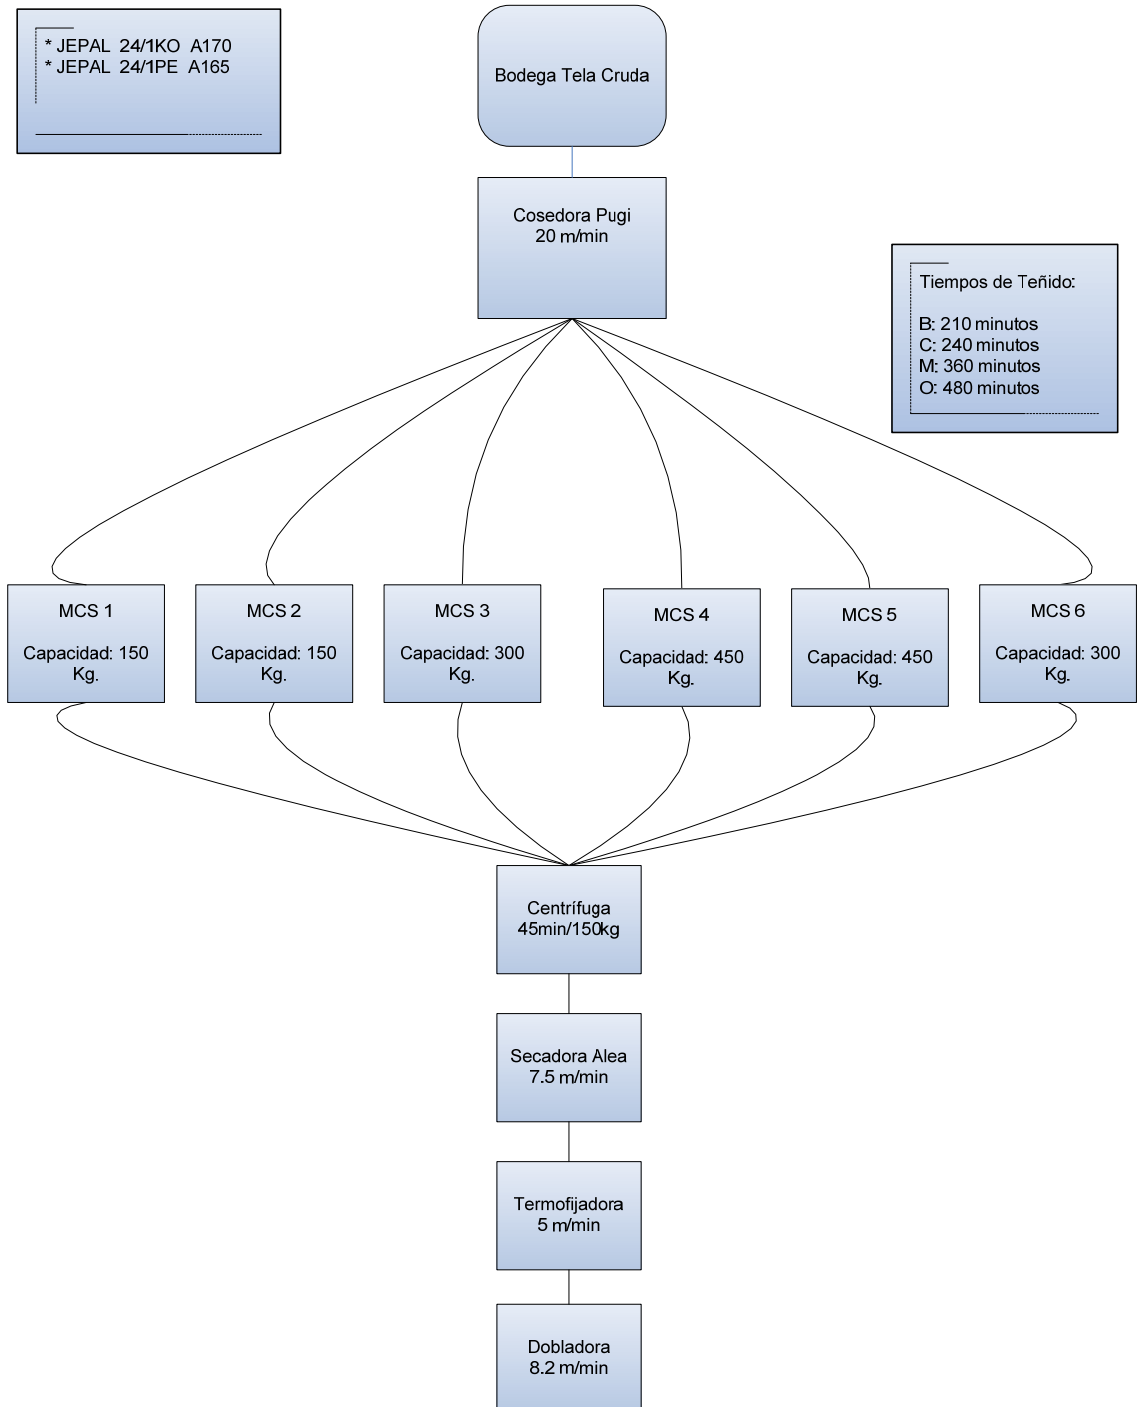 * JEPAL 24/1KO A170
* JEPAL 24/1PE A165
Bodega Tela Cruda
Cosedora Pugi
20 m/min
Tiempos de Teñido:
B: 210 minutos
C: 240 minutos
M: 360 minutos
O: 480 minutos
MCS 1
Capacidad: 150
Kg.
MCS 2
Capacidad: 150
Kg.
MCS 3
Capacidad: 300
Kg.
MCS 4
Capacidad: 450
Kg.
MCS 5
Capacidad: 450
Kg.
MCS 6
Capacidad: 300
Kg.
Centrífuga
45min/150kg
Secadora Alea
7.5 m/min
Termofijadora
5 m/min
Dobladora
8.2 m/min